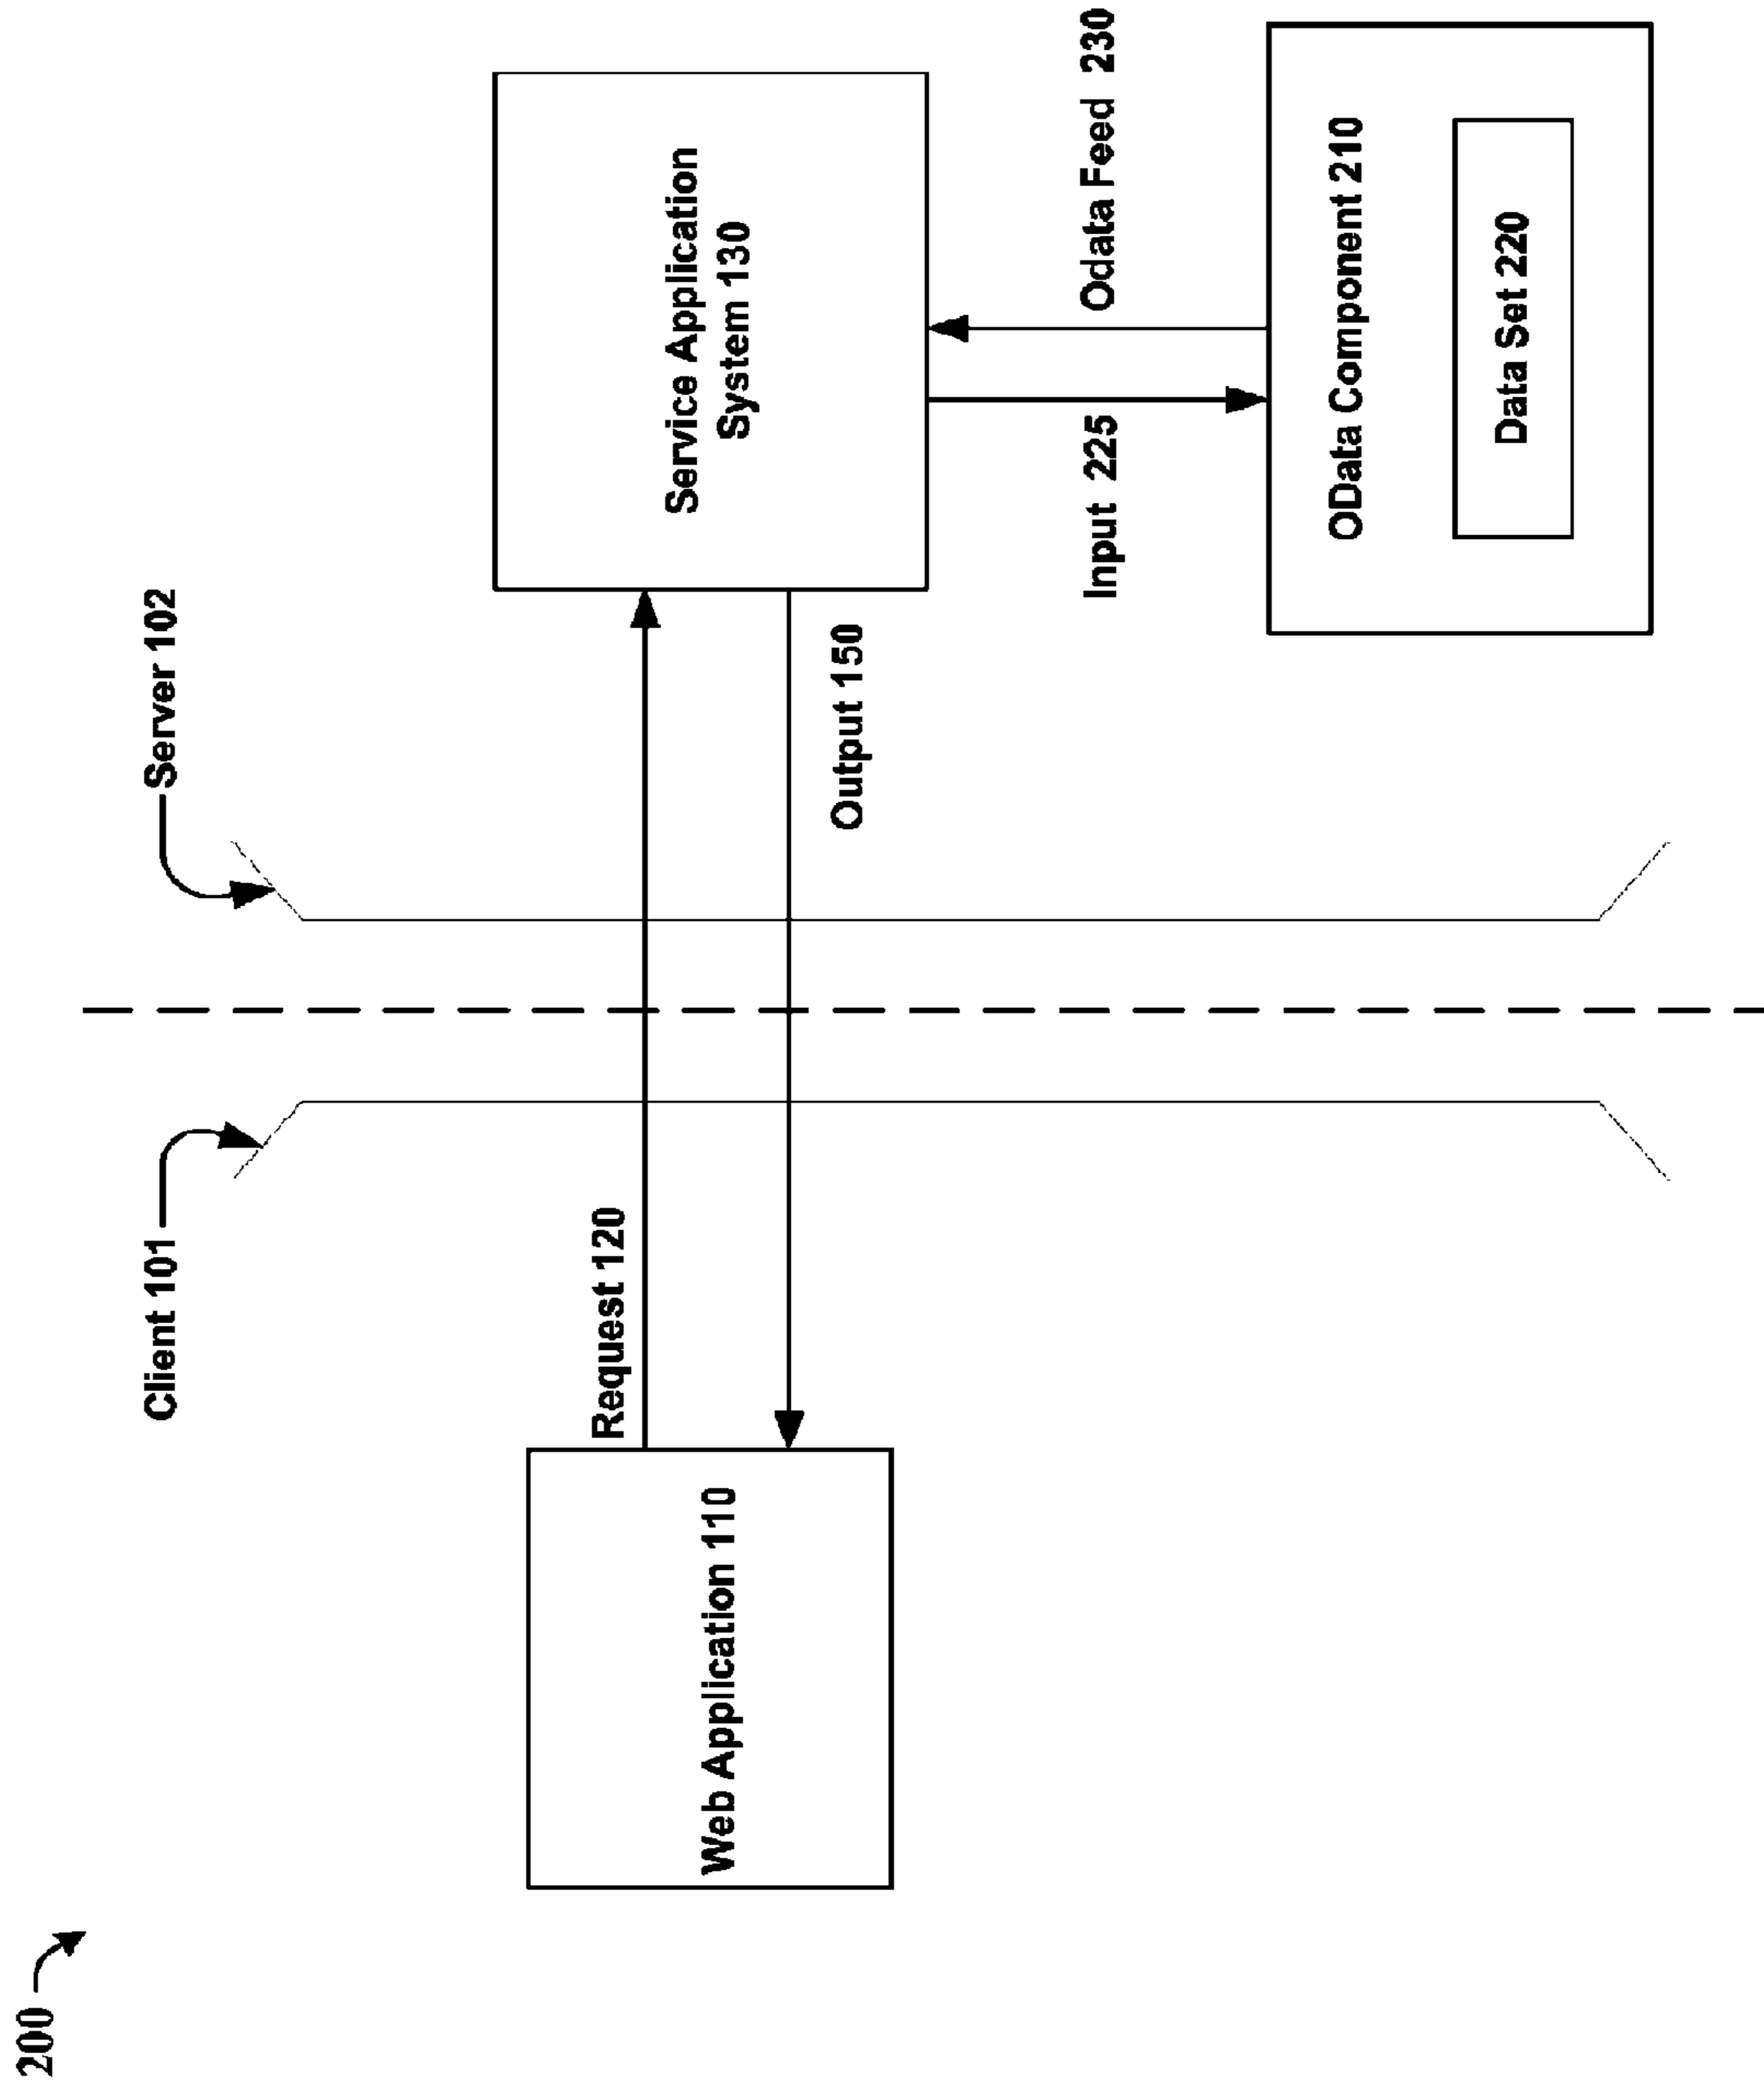 200
Client 101
Server 102
Request 120
Web Application 110
Service Application
System 130
Output 150
Input 225
Odata Feed 230
OData Component 210
Data Set 220